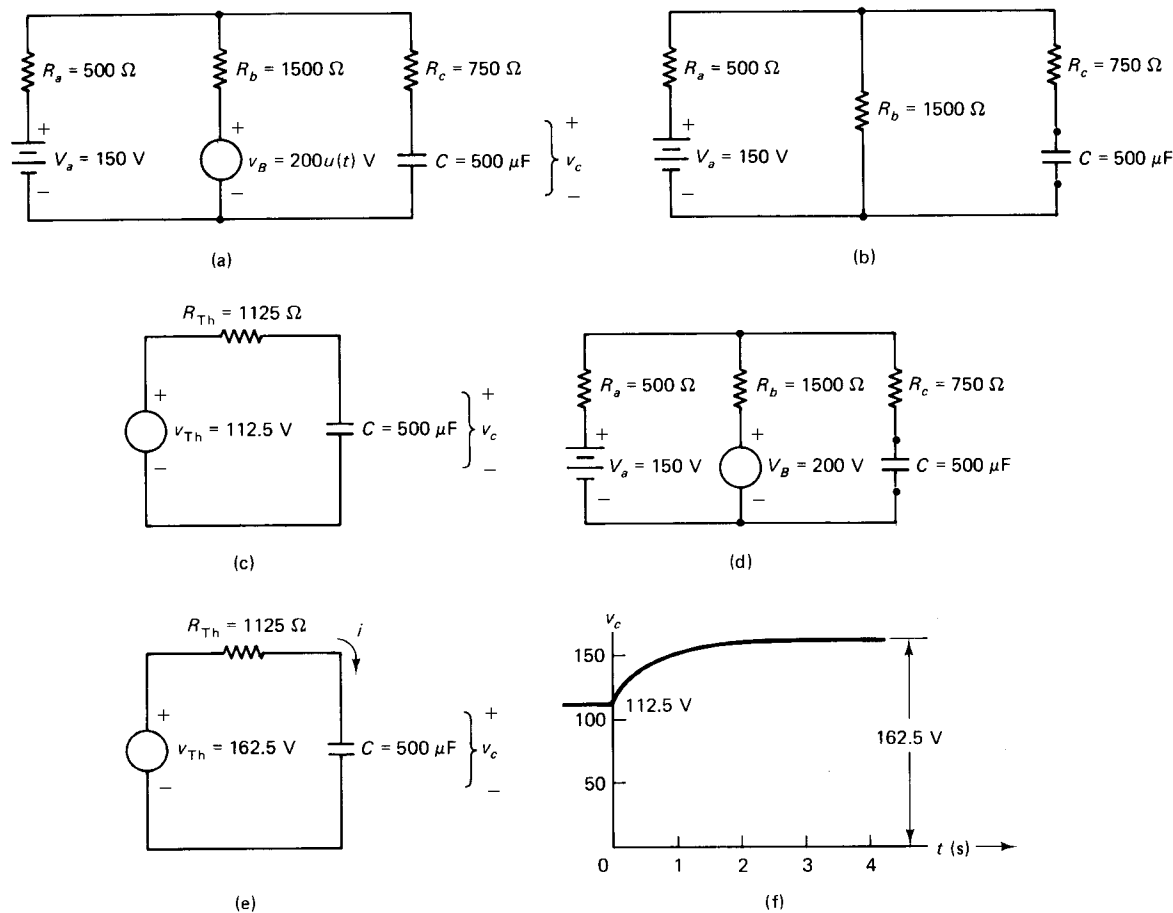 R_a = 500 Ω
R_b = 1500 Ω
R_c = 750 Ω
+
V_a = 150 V
−
+
v_B = 200u(t) V
−
C = 500 μF
+
v_c
−
(a)
R_a = 500 Ω
R_c = 750 Ω
R_b = 1500 Ω
+
V_a = 150 V
−
C = 500 μF
(b)
R_Th = 1125 Ω
+
v_Th = 112.5 V
−
C = 500 μF
+
v_c
−
(c)
R_a = 500 Ω
R_b = 1500 Ω
R_c = 750 Ω
+
V_a = 150 V
−
+
V_B = 200 V
−
C = 500 μF
(d)
R_Th = 1125 Ω
i
+
v_Th = 162.5 V
−
C = 500 μF
+
v_c
−
(e)
v_c
150
112.5 V
100
162.5 V
50
0 1 2 3 4
t (s)
(f)